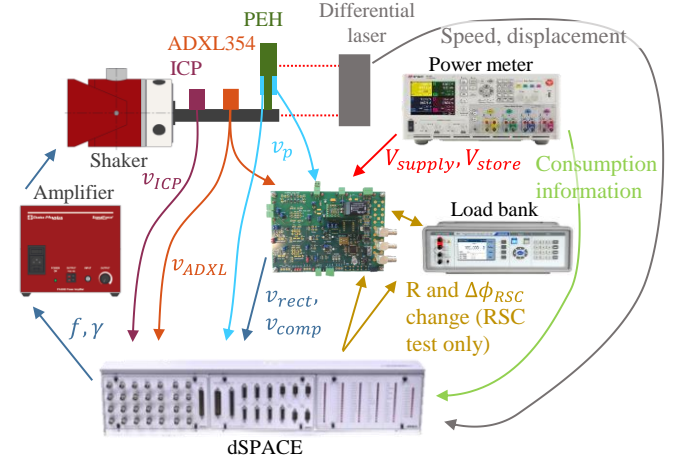 PEH
Differential
laser
ADXL354
ICP
Speed, displacement
Power meter
Shaker
v_p
V_supply, V_store
v_ICP
Consumption
information
Amplifier
Load bank
v_ADXL
v_rect,
v_comp
R and Δϕ_RSC
change (RSC
test only)
f, γ
dSPACE